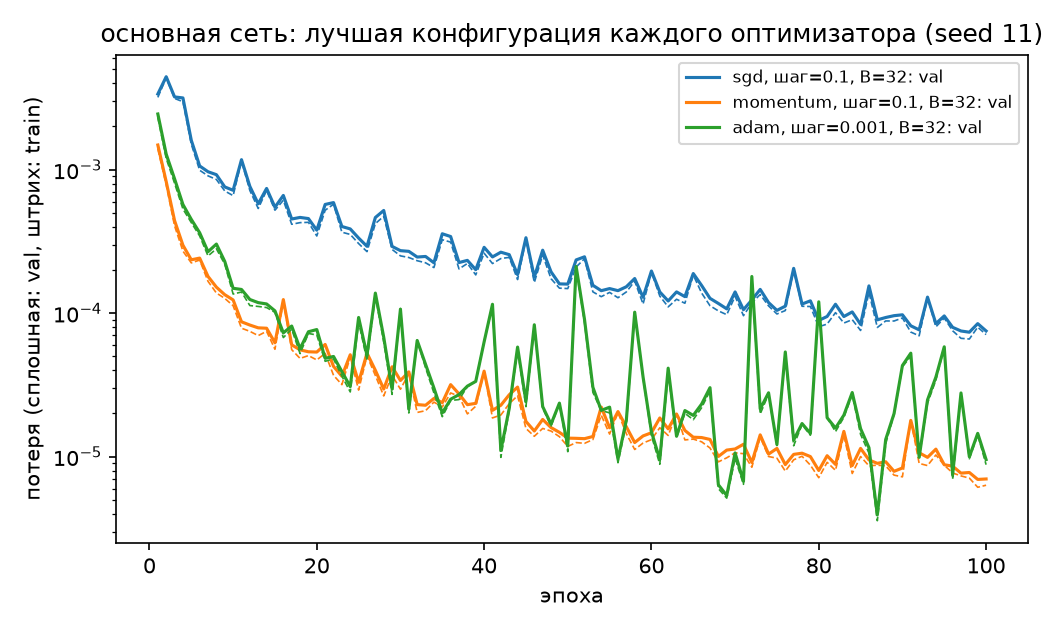 основная сеть: лучшая конфигурация каждого оптимизатора (seed 11)
потеря (сплошная: val, штрих: train)
sgd, шаг=0.1, B=32: val
momentum, шаг=0.1, B=32: val
adam, шаг=0.001, B=32: val
10⁻³
10⁻⁴
10⁻⁵
0 20 40 60 80 100
эпоха